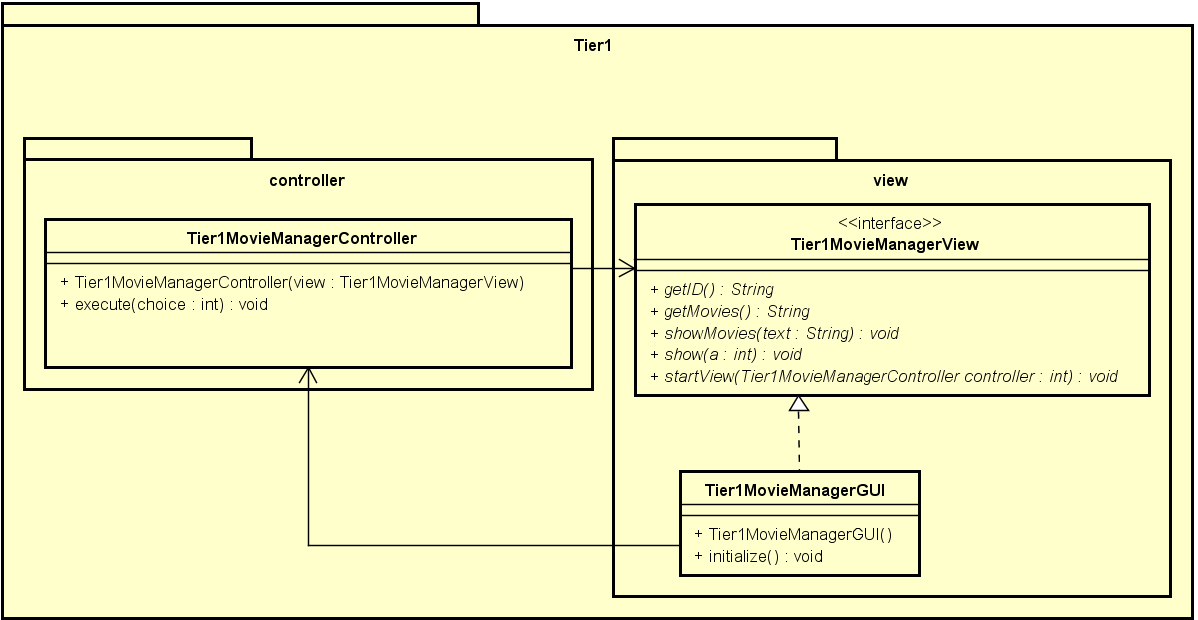 Tier1
controller
Tier1MovieManagerController
+ Tier1MovieManagerController(view : Tier1MovieManagerView)
+ execute(choice : int) : void
view
<<interface>>
Tier1MovieManagerView
+ getID() : String
+ getMovies() : String
+ showMovies(text : String) : void
+ show(a : int) : void
+ startView(Tier1MovieManagerController controller : int) : void
Tier1MovieManagerGUI
+ Tier1MovieManagerGUI()
+ initialize() : void